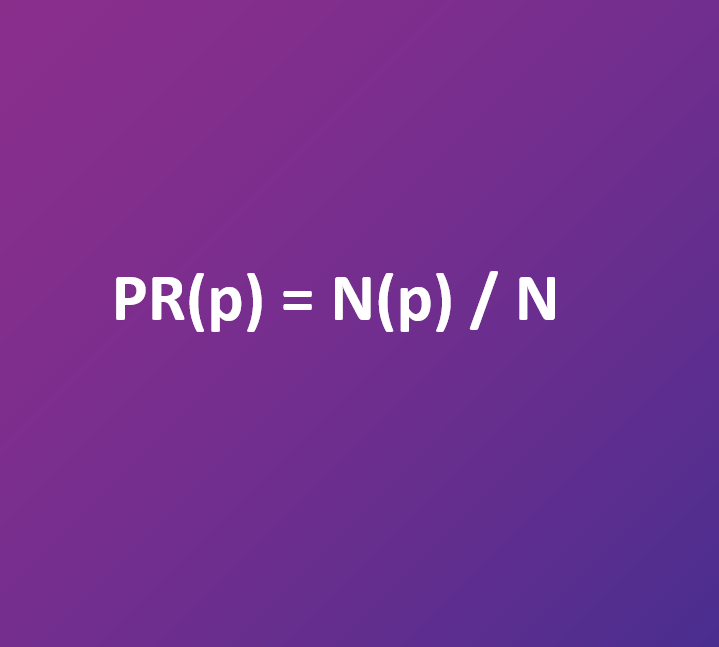 PR(p) = N(p) / N